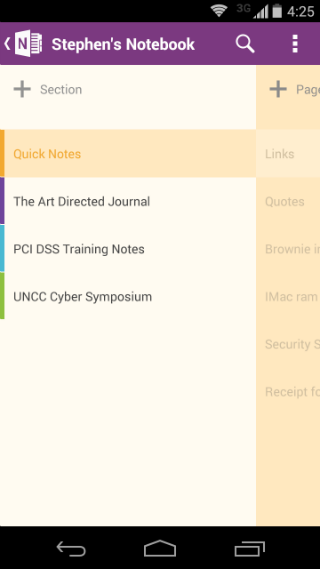 3G 4:25
N Stephen's Notebook
+ Section
+ Page
Quick Notes
Links
The Art Directed Journal
Quotes
PCI DSS Training Notes
Brownie in
UNCC Cyber Symposium
IMac ram
Security S
Receipt fo